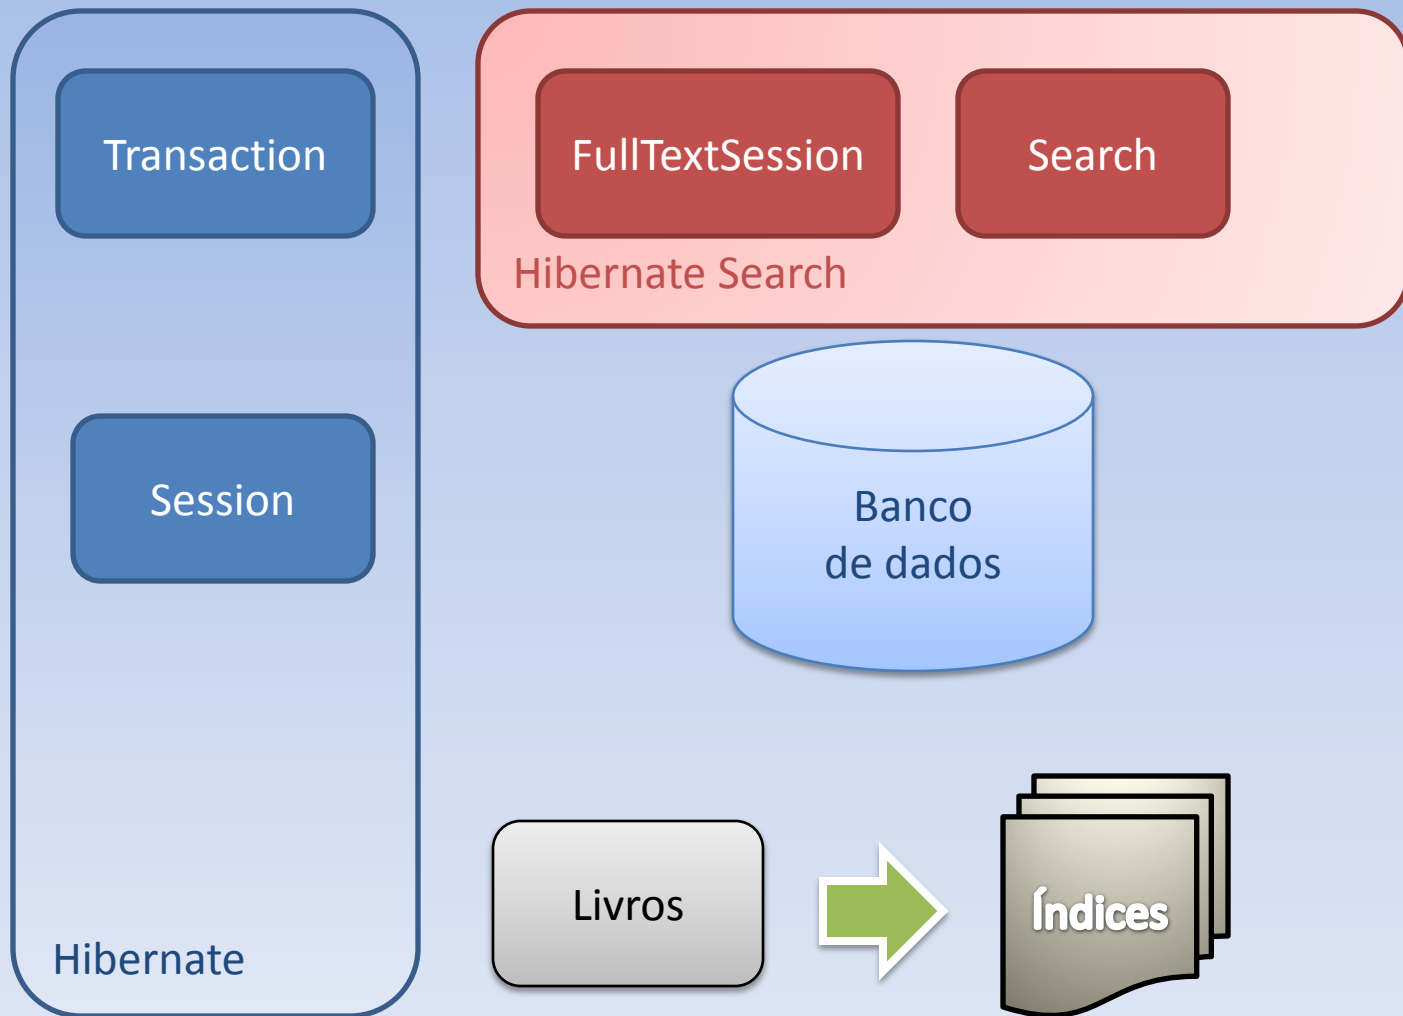 Transaction
FullTextSession
Search
Hibernate Search
Session
Banco
de dados
Livros
Índices
Hibernate